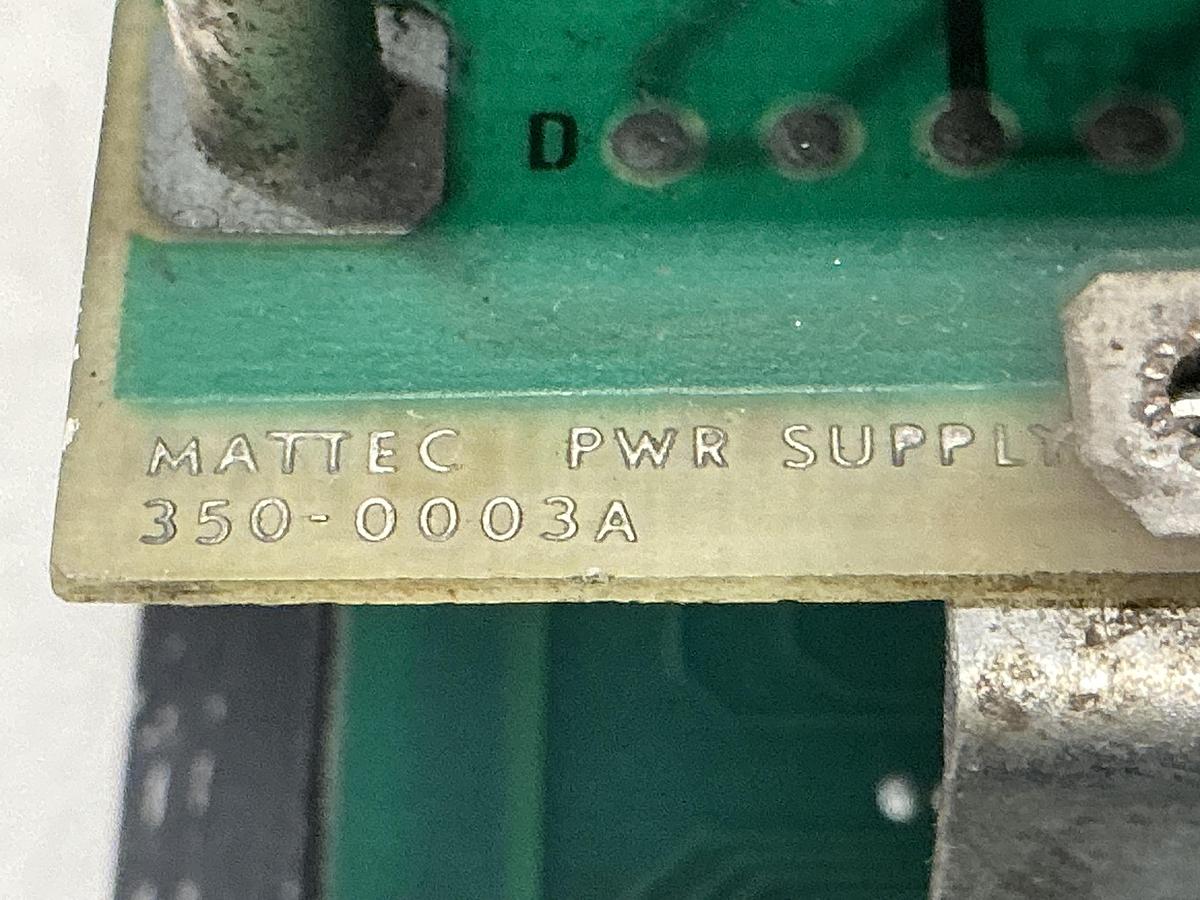 D
MATTEC PWR SUPPLY
350-0003A